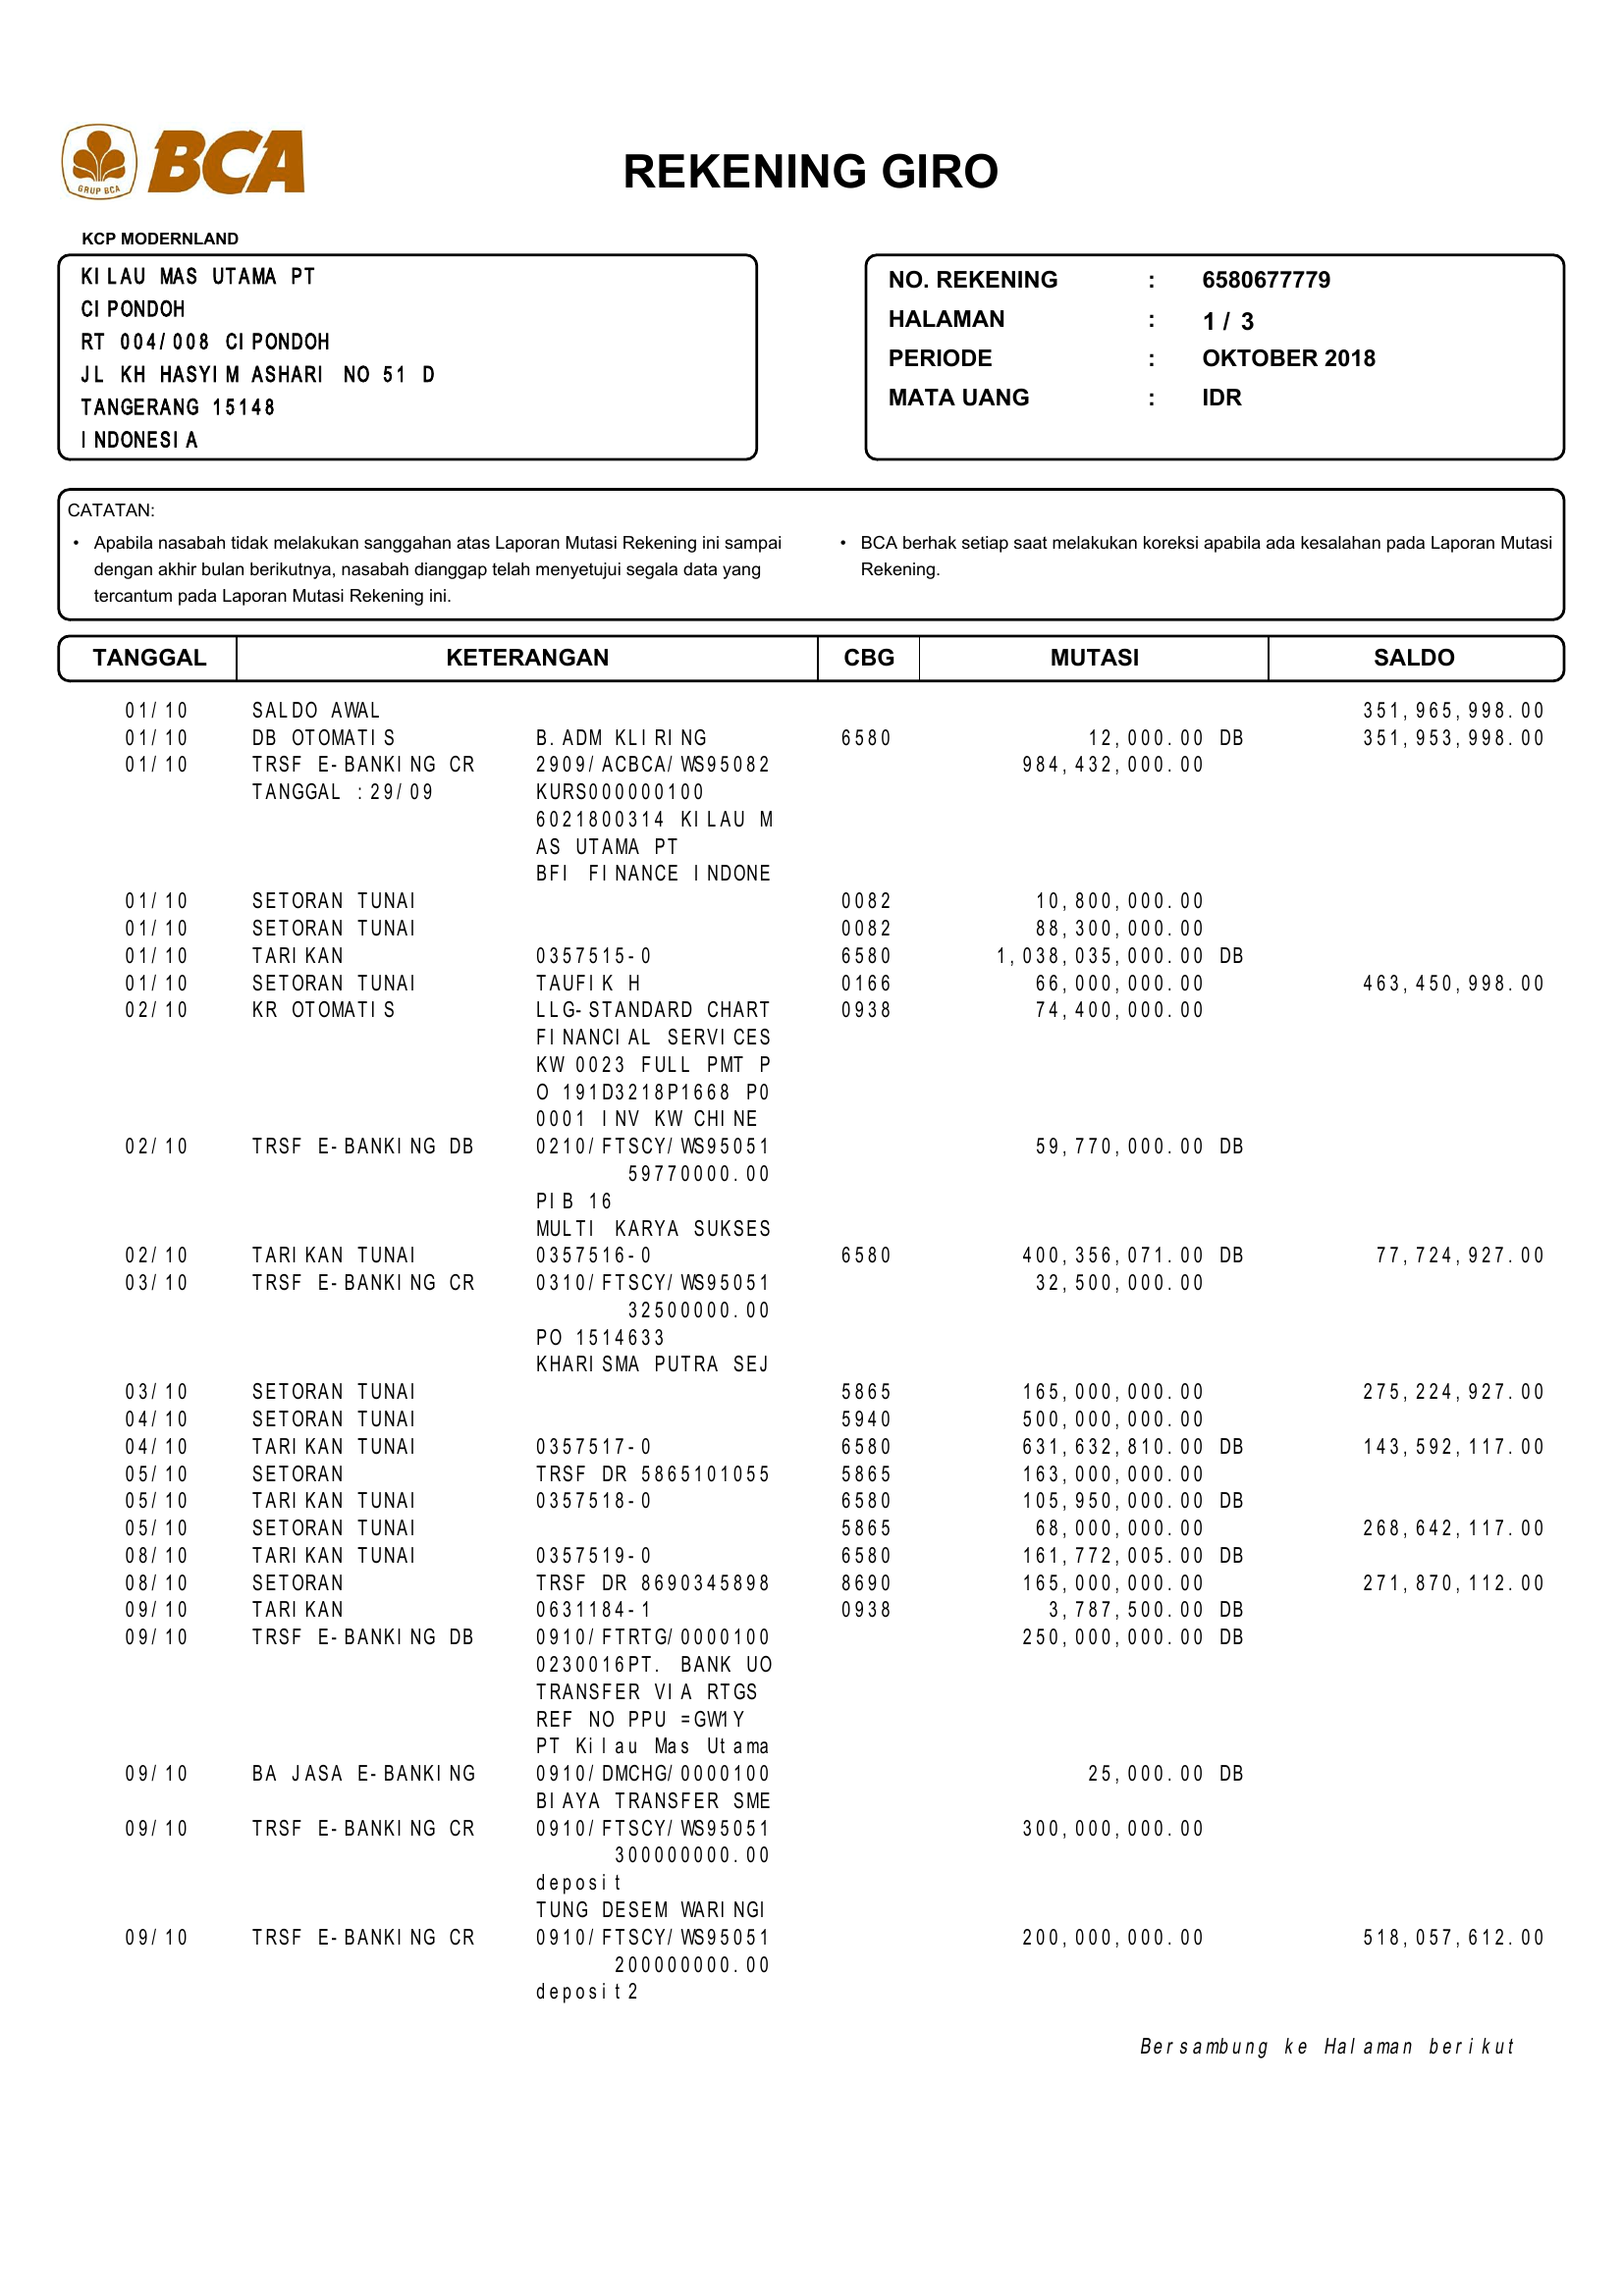 GRUP BCA
BCA
REKENING GIRO
KCP MODERNLAND
KILAU MAS UTAMA PT
CIPONDOH
RT 004/008 CIPONDOH
JL KH HASYIM ASHARI NO 51 D
TANGERANG 15148
INDONESIA
NO. REKENING : 6580677779
HALAMAN : 1 / 3
PERIODE : OKTOBER 2018
MATA UANG : IDR
CATATAN:
• Apabila nasabah tidak melakukan sanggahan atas Laporan Mutasi Rekening ini sampai
dengan akhir bulan berikutnya, nasabah dianggap telah menyetujui segala data yang
tercantum pada Laporan Mutasi Rekening ini.
• BCA berhak setiap saat melakukan koreksi apabila ada kesalahan pada Laporan Mutasi
Rekening.
TANGGAL KETERANGAN CBG MUTASI SALDO
01/10 SALDO AWAL 351,965,998.00
01/10 DB OTOMATIS B.ADM KLIRING 6580 12,000.00 DB 351,953,998.00
01/10 TRSF E-BANKING CR 2909/ACBCA/WS95082 984,432,000.00
TANGGAL :29/09 KURS000000100
6021800314 KILAU M
AS UTAMA PT
BFI FINANCE INDONE
01/10 SETORAN TUNAI 0082 10,800,000.00
01/10 SETORAN TUNAI 0082 88,300,000.00
01/10 TARIKAN 0357515-0 6580 1,038,035,000.00 DB
01/10 SETORAN TUNAI TAUFIK H 0166 66,000,000.00 463,450,998.00
02/10 KR OTOMATIS LLG-STANDARD CHART 0938 74,400,000.00
FINANCIAL SERVICES
KW 0023 FULL PMT P
O 191D3218P1668 P0
0001 INV KW CHINE
02/10 TRSF E-BANKING DB 0210/FTSCY/WS95051 59,770,000.00 DB
59770000.00
PIB 16
MULTI KARYA SUKSES
02/10 TARIKAN TUNAI 0357516-0 6580 400,356,071.00 DB 77,724,927.00
03/10 TRSF E-BANKING CR 0310/FTSCY/WS95051 32,500,000.00
32500000.00
PO 1514633
KHARISMA PUTRA SEJ
03/10 SETORAN TUNAI 5865 165,000,000.00 275,224,927.00
04/10 SETORAN TUNAI 5940 500,000,000.00
04/10 TARIKAN TUNAI 0357517-0 6580 631,632,810.00 DB 143,592,117.00
05/10 SETORAN TRSF DR 5865101055 5865 163,000,000.00
05/10 TARIKAN TUNAI 0357518-0 6580 105,950,000.00 DB
05/10 SETORAN TUNAI 5865 68,000,000.00 268,642,117.00
08/10 TARIKAN TUNAI 0357519-0 6580 161,772,005.00 DB
08/10 SETORAN TRSF DR 8690345898 8690 165,000,000.00 271,870,112.00
09/10 TARIKAN 0631184-1 0938 3,787,500.00 DB
09/10 TRSF E-BANKING DB 0910/FTRTG/0000100 250,000,000.00 DB
0230016PT. BANK UO
TRANSFER VIA RTGS
REF NO PPU =GW1Y
PT Kilau Mas Utama
09/10 BA JASA E-BANKING 0910/DMCHG/0000100 25,000.00 DB
BIAYA TRANSFER SME
09/10 TRSF E-BANKING CR 0910/FTSCY/WS95051 300,000,000.00
300000000.00
deposit
TUNG DESEM WARINGI
09/10 TRSF E-BANKING CR 0910/FTSCY/WS95051 200,000,000.00 518,057,612.00
200000000.00
deposit2
Bersambung ke Halaman berikut